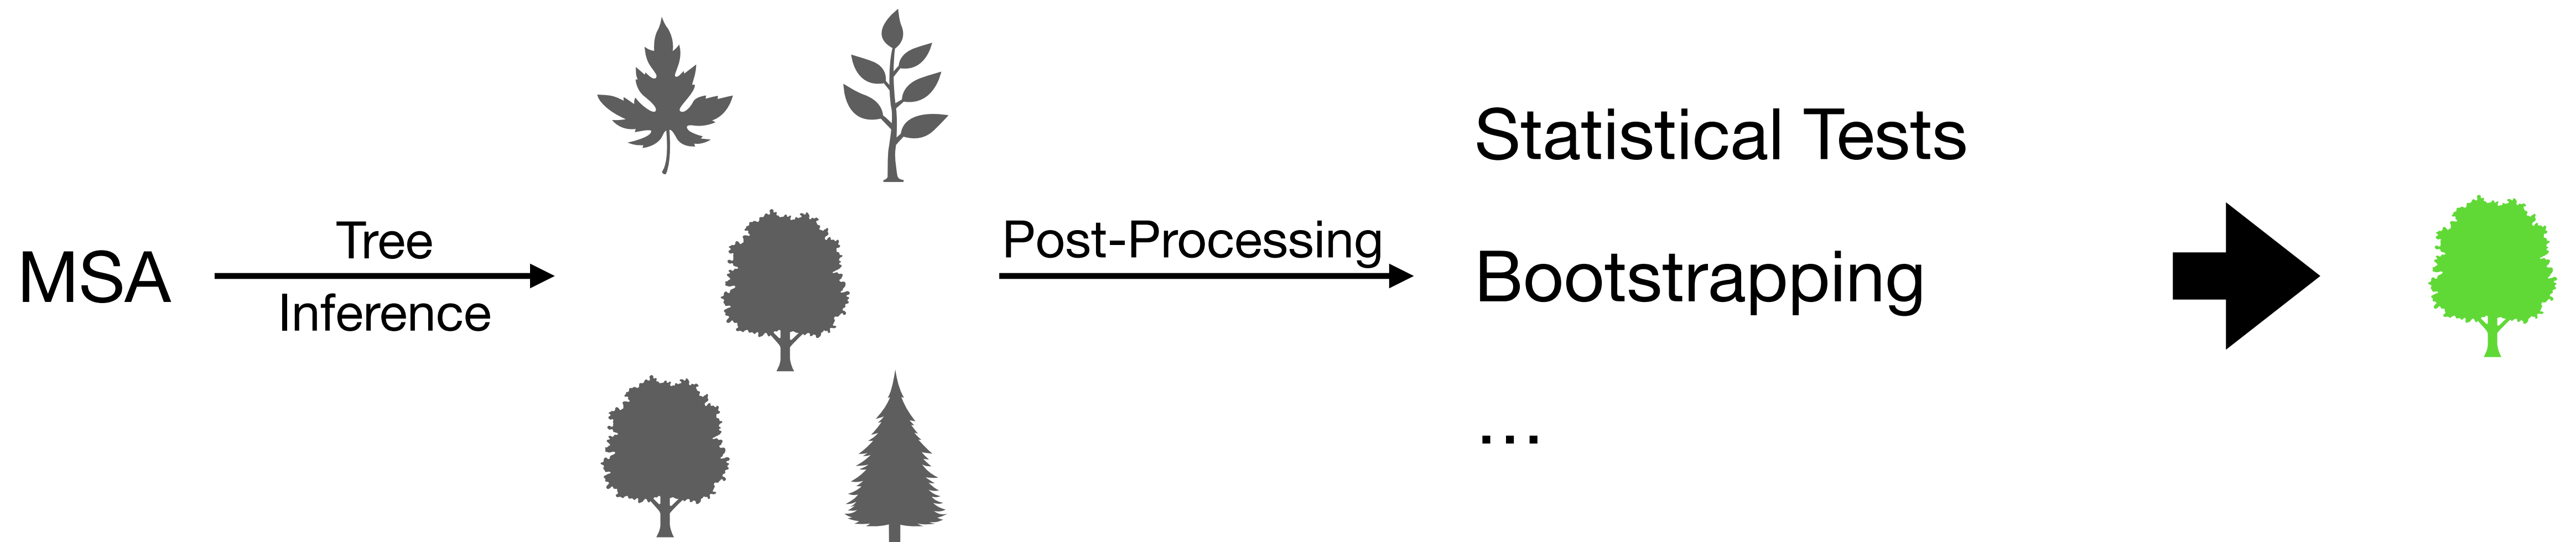 MSA
Tree
Inference
Post-Processing
Statistical Tests
Bootstrapping
...